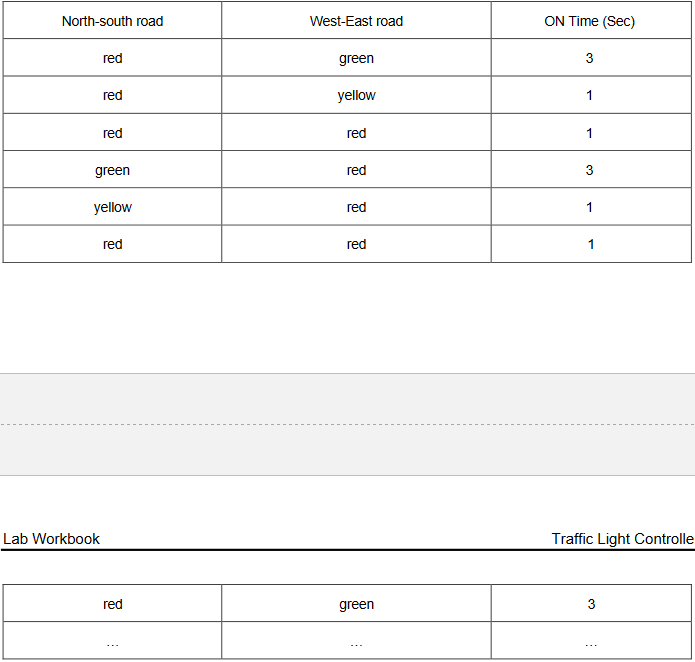 North-south road West-East road ON Time (Sec)
red green 3
red yellow 1
red red 1
green red 3
yellow red 1
red red 1
Lab Workbook Traffic Light Controlle
red green 3
... ... ...